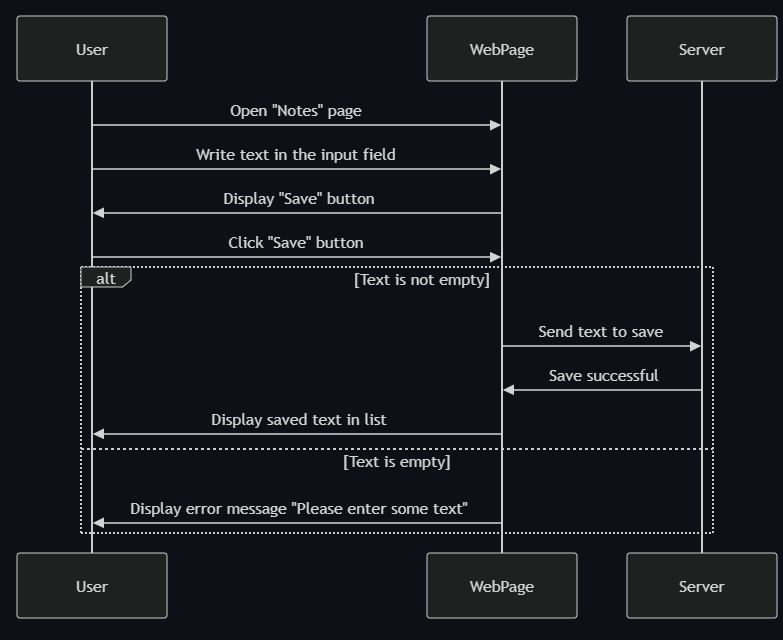 User
WebPage
Server
Open "Notes" page
Write text in the input field
Display "Save" button
Click "Save" button
alt
[Text is not empty]
Send text to save
Save successful
Display saved text in list
[Text is empty]
Display error message "Please enter some text"
User
WebPage
Server